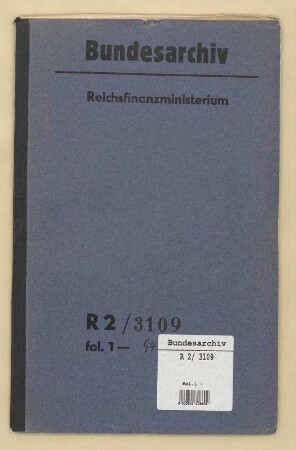 Bundesarchiv
Reichsfinanzministerium
R 2 / 3109
fol. 1 —
Bundesarchiv
R 2/ 3109